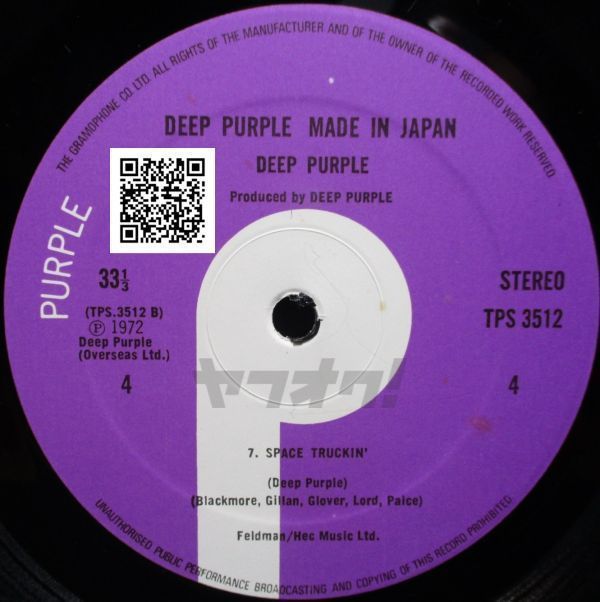 THE GRAMOPHONE CO LTD. ALL RIGHTS OF THE MANUFACTURER AND OF THE OWNER OF THE RECORDED WORK RESERVED
DEEP PURPLE MADE IN JAPAN
DEEP PURPLE
Produced by DEEP PURPLE
PURPLE
33⅓
STEREO
(TPS.3512 B)
TPS 3512
Ⓟ 1972
Deep Purple
(Overseas Ltd.)
4
4
ヤフオク!
7. SPACE TRUCKIN'
(Deep Purple)
(Blackmore, Gillan, Glover, Lord, Paice)
Feldman/Hec Music Ltd.
UNAUTHORISED PUBLIC PERFORMANCE BROADCASTING AND COPYING OF THIS RECORD PROHIBITED